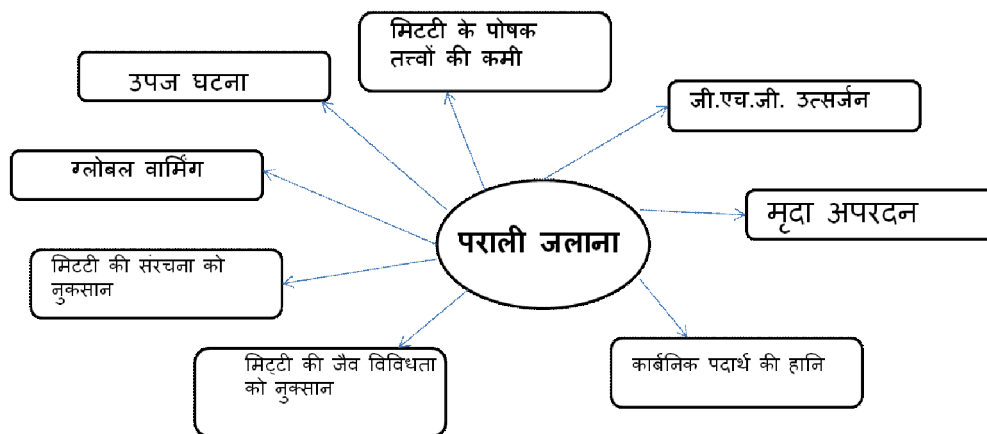 मिटटी के पोषक
तत्त्वों की कमी
उपज घटना
जी.एच.जी. उत्सर्जन
ग्लोबल वार्मिंग
मृदा अपरदन
पराली जलाना
मिटटी की संरचना को
नुकसान
मिट्टी की जैव विविधता
को नुक्सान
कार्बनिक पदार्थ की हानि